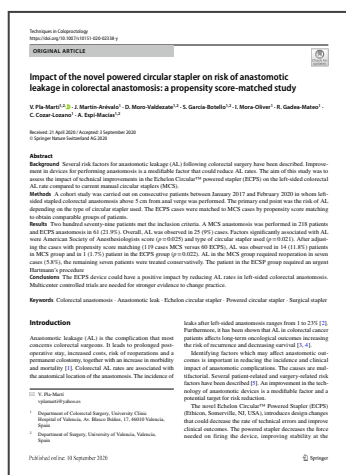 Techniques in Coloproctology
https://doi.org/10.1007/s10151-020-02338-y
ORIGINAL ARTICLE
Impact of the novel powered circular stapler on risk of anastomotic
leakage in colorectal anastomosis: a propensity score-matched study
V. Pla-Martí1,2 · J. Martín-Arévalo1 · D. Moro-Valdezate1,2 · S. García-Botello1,2 · I. Mora-Oliver1 · R. Gadea-Mateo1 ·
C. Cozar-Lozano1 · A. Espí-Macías1,2
Received: 21 April 2020 / Accepted: 3 September 2020
© Springer Nature Switzerland AG 2020
Abstract
Background Several risk factors for anastomotic leakage (AL) following colorectal surgery have been described. Improve-
ment in devices for performing anastomosis is a modifiable factor that could reduce AL rates. The aim of this study was to
assess the impact of technical improvements in the Echelon Circular™ powered stapler (ECPS) on the left-sided colorectal
AL rate compared to current manual circular staplers (MCS).
Methods A cohort study was carried out on consecutive patients between January 2017 and February 2020 in whom left-
sided stapled colorectal anastomosis above 5 cm from anal verge was performed. The primary end point was the risk of AL
depending on the type of circular stapler used. The ECPS cases were matched to MCS cases by propensity score matching
to obtain comparable groups of patients.
Results Two hundred seventy-nine patients met the inclusion criteria. A MCS anastomosis was performed in 218 patients
and ECPS anastomosis in 61 (21.9%). Overall, AL was observed in 25 (9%) cases. Factors significantly associated with AL
were American Society of Anesthesiologists score (p = 0.025) and type of circular stapler used (p = 0.021). After adjust-
ing the cases with propensity score matching (119 cases MCS versus 60 ECPS), AL was observed in 14 (11.8%) patients
in MCS group and in 1 (1.7%) patient in the ECPS group (p = 0.022). AL in the MCS group required reoperation in seven
cases (5.8%), the remaining seven patients were treated conservatively. The patient in the ECSP group required an urgent
Hartmann's procedure
Conclusions The ECPS device could have a positive impact by reducing AL rates in left-sided colorectal anastomosis.
Multicenter controlled trials are needed for stronger evidence to change practice.
Keywords Colorectal anastomosis · Anastomotic leak · Echelon circular stapler · Powered circular stapler · Surgical stapler
Introduction
Anastomotic leakage (AL) is the complication that most
concerns colorectal surgeons. It leads to prolonged post-
operative stay, increased costs, risk of reoperations and a
permanent colostomy, together with an increase in morbidity
and mortality [1]. Colorectal AL rates are associated with
the anatomical location of the anastomosis. The incidence of
V. Pla-Martí
vplamarti@yahoo.es
1 Department of Colorectal Surgery, University Clinic
Hospital of Valencia, Av. Blasco Ibáñez, 17, 46010 Valencia,
Spain
2 Department of Surgery, University of Valencia, Valencia,
Spain
leaks after left-sided anastomosis ranges from 1 to 23% [2].
Furthermore, it has been shown that AL in colorectal cancer
patients affects long-term oncological outcomes increasing
the risk of recurrence and decreasing survival [3, 4].
Identifying factors which may affect anastomotic out-
comes is important in reducing the incidence and clinical
impact of anastomotic complications. The causes are mul-
tifactorial. Several patient-related and surgery-related risk
factors have been described [5]. An improvement in the tech-
nology of anastomotic devices is a modifiable factor and a
potential target for risk reduction.
The novel Echelon Circular™ Powered Stapler (ECPS)
(Ethicon, Somerville, NJ, USA), introduces design changes
that could decrease the rate of technical errors and improve
clinical outcomes. The powered stapler decreases the force
needed on firing the device, improving stability at the
Published online: 10 September 2020
Springer